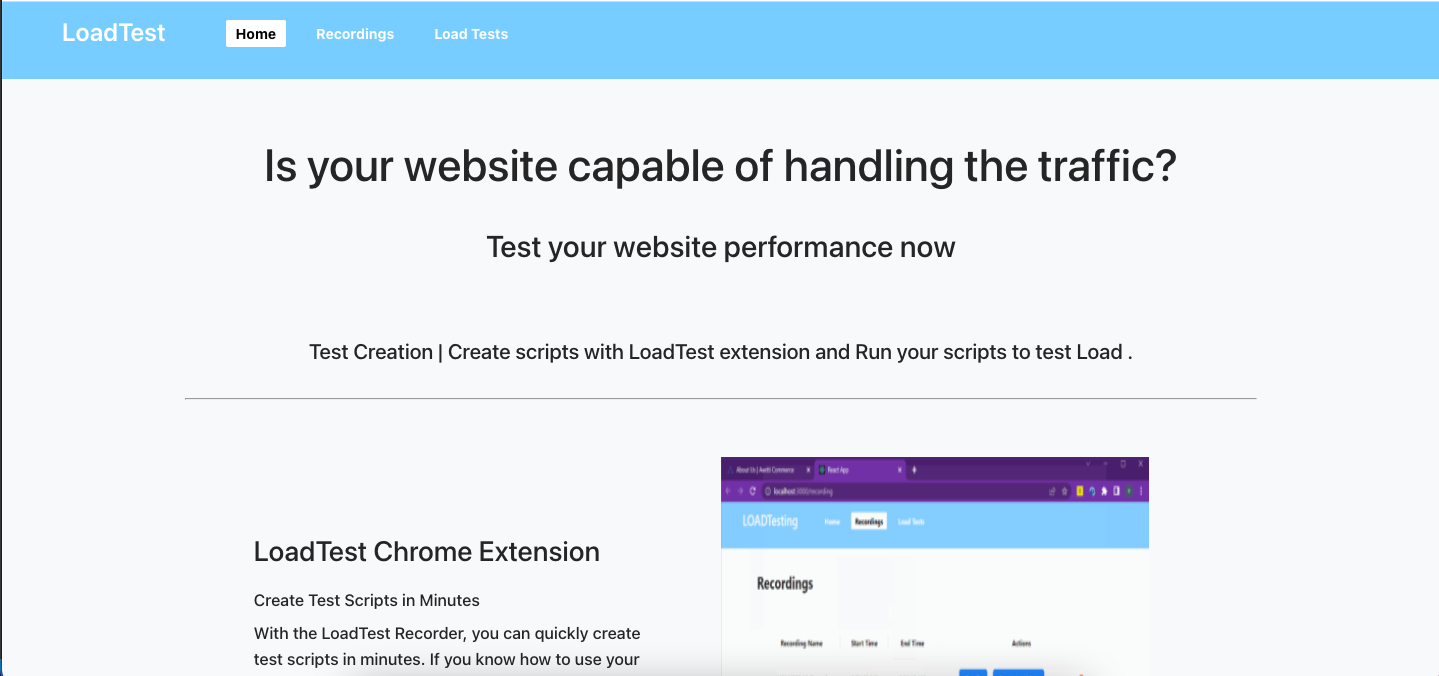 LoadTest
Home Recordings Load Tests
Is your website capable of handling the traffic?
Test your website performance now
Test Creation | Create scripts with LoadTest extension and Run your scripts to test Load .
LoadTest Chrome Extension
Create Test Scripts in Minutes
With the LoadTest Recorder, you can quickly create
test scripts in minutes. If you know how to use your
About Us | Avetti Commerce React App
localhost:3000/recording
LOADTesting Home Recordings Load Tests
Recordings
Recording Name Start Time End Time Actions